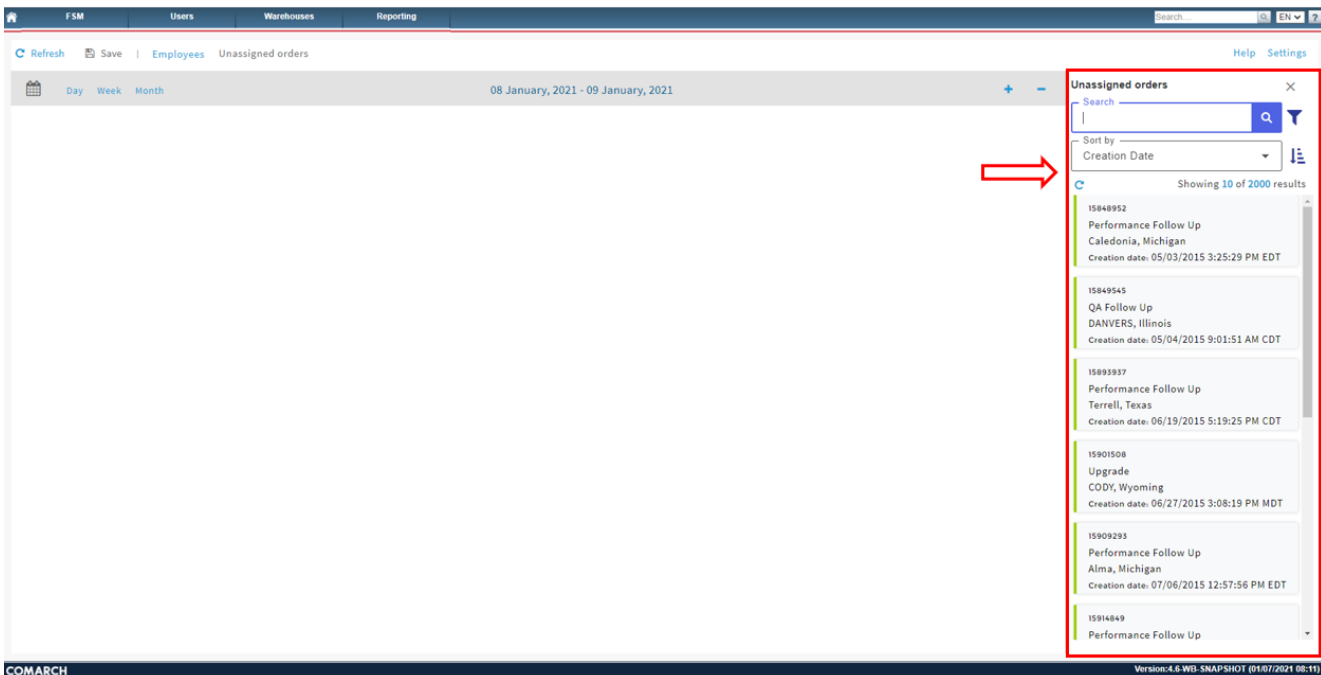 FSM Users Warehouses Reporting Search... EN ?
Refresh Save | Employees Unassigned orders Help Settings
Day Week Month 08 January, 2021 - 09 January, 2021 + -
Unassigned orders
Search
Sort by
Creation Date
Showing 10 of 2000 results
15848952
Performance Follow Up
Caledonia, Michigan
Creation date: 05/03/2015 3:25:29 PM EDT
15849545
QA Follow Up
DANVERS, Illinois
Creation date: 05/04/2015 9:01:51 AM CDT
15893937
Performance Follow Up
Terrell, Texas
Creation date: 06/19/2015 5:19:25 PM CDT
15901508
Upgrade
CODY, Wyoming
Creation date: 06/27/2015 3:08:19 PM MDT
15909293
Performance Follow Up
Alma, Michigan
Creation date: 07/06/2015 12:57:56 PM EDT
15914849
Performance Follow Up
COMARCH Version:4.6-WB-SNAPSHOT (01/07/2021 08:11)